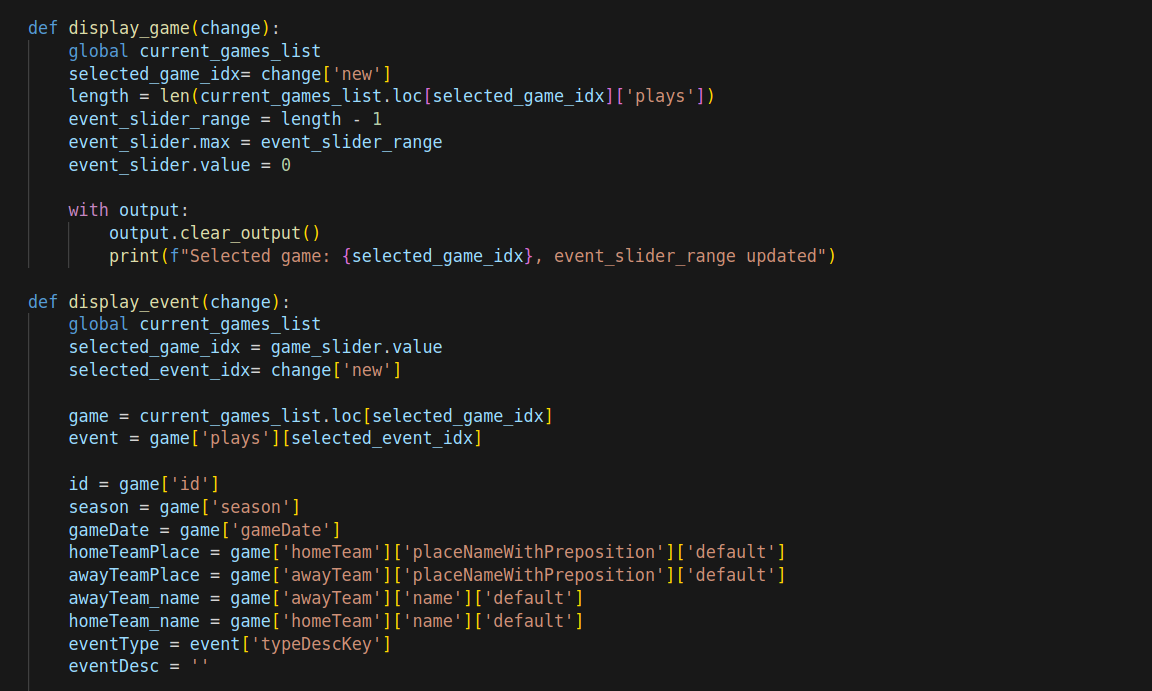 def display_game(change):
    global current_games_list
    selected_game_idx= change['new']
    length = len(current_games_list.loc[selected_game_idx]['plays'])
    event_slider_range = length - 1
    event_slider.max = event_slider_range
    event_slider.value = 0

    with output:
        output.clear_output()
        print(f"Selected game: {selected_game_idx}, event_slider_range updated")

def display_event(change):
    global current_games_list
    selected_game_idx = game_slider.value
    selected_event_idx= change['new']

    game = current_games_list.loc[selected_game_idx]
    event = game['plays'][selected_event_idx]

    id = game['id']
    season = game['season']
    gameDate = game['gameDate']
    homeTeamPlace = game['homeTeam']['placeNameWithPreposition']['default']
    awayTeamPlace = game['awayTeam']['placeNameWithPreposition']['default']
    awayTeam_name = game['awayTeam']['name']['default']
    homeTeam_name = game['homeTeam']['name']['default']
    eventType = event['typeDescKey']
    eventDesc = ''